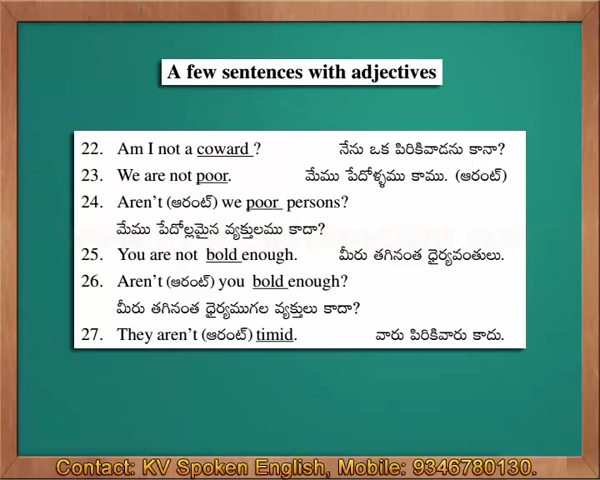 A few sentences with adjectives
22. Am I not a coward ? నేను ఒక పిరికివాడను కానా?
23. We are not poor. మేము పేదోళ్ళము కాము. (ఆరంట్)
24. Aren't (ఆరంట్) we poor persons?
మేము పేదోల్లమైన వ్యక్తులము కాదా?
25. You are not bold enough. మీరు తగినంత ధైర్యవంతులు.
26. Aren't (ఆరంట్) you bold enough?
మీరు తగినంత ధైర్యముగల వ్యక్తులు కాదా?
27. They aren't (ఆరంట్) timid. వారు పిరికివారు కాదు.
Contact: KV Spoken English, Mobile: 9346780130.